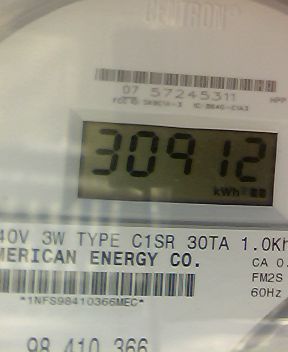 CENTRON®
07 57245311
30912
kWh
40V 3W TYPE C1SR 30TA 1.0Kh
MERICAN ENERGY CO.
CA 0.
*1NFS98410366MEC*
FM2S
60Hz
98 410 366